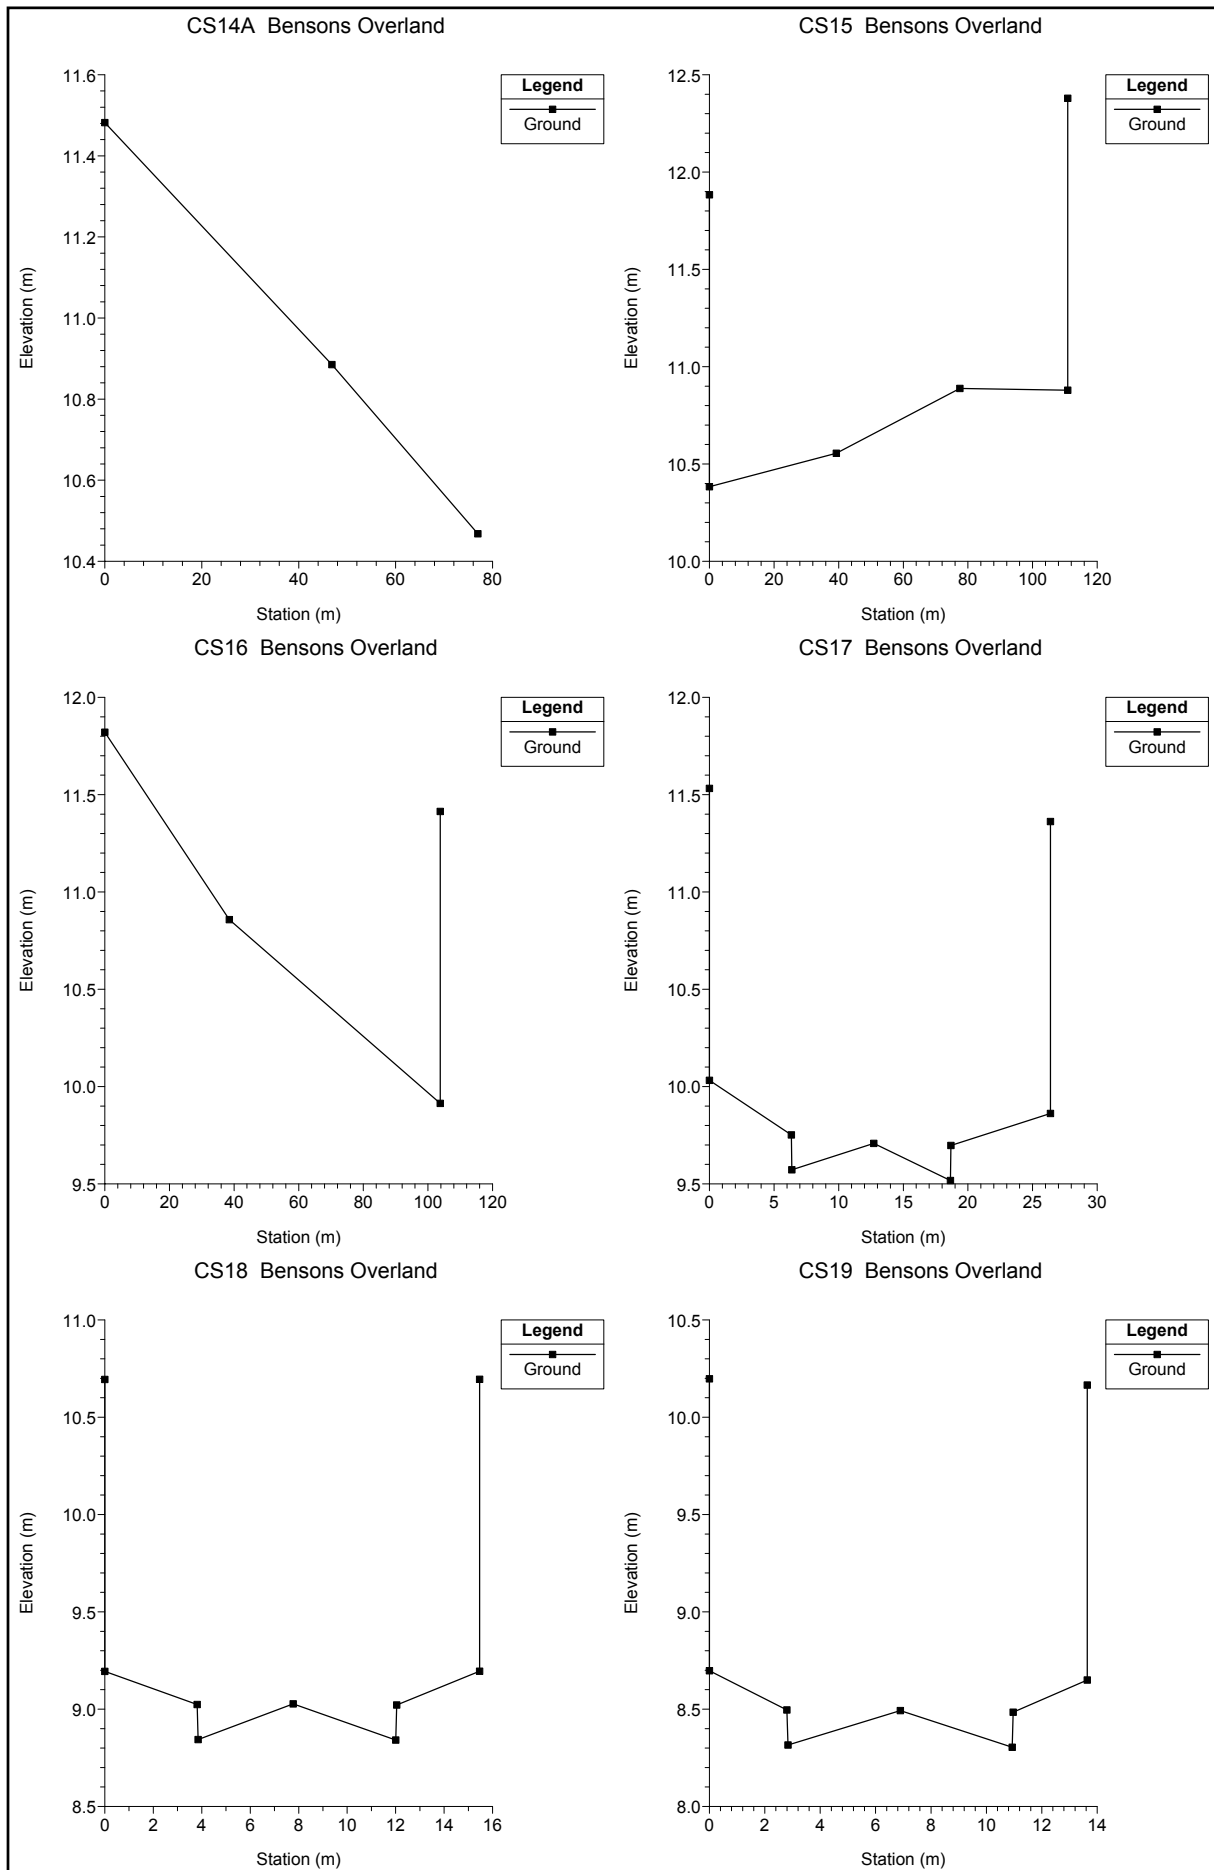 CS14A Bensons Overland
Legend
Ground
11.6
11.4
11.2
11.0
10.8
10.6
10.4
Elevation (m)
0 20 40 60 80
Station (m)
CS15 Bensons Overland
Legend
Ground
12.5
12.0
11.5
11.0
10.5
10.0
Elevation (m)
0 20 40 60 80 100 120
Station (m)
CS16 Bensons Overland
Legend
Ground
12.0
11.5
11.0
10.5
10.0
9.5
Elevation (m)
0 20 40 60 80 100 120
Station (m)
CS17 Bensons Overland
Legend
Ground
12.0
11.5
11.0
10.5
10.0
9.5
Elevation (m)
0 5 10 15 20 25 30
Station (m)
CS18 Bensons Overland
Legend
Ground
11.0
10.5
10.0
9.5
9.0
8.5
Elevation (m)
0 2 4 6 8 10 12 14 16
Station (m)
CS19 Bensons Overland
Legend
Ground
10.5
10.0
9.5
9.0
8.5
8.0
Elevation (m)
0 2 4 6 8 10 12 14
Station (m)